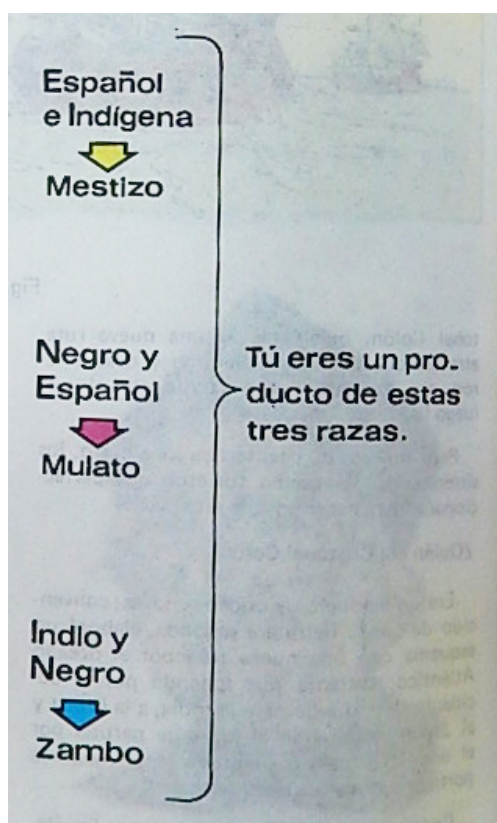 Español
e Indígena
Mestizo
Negro y
Español
Mulato
Tú eres un pro-
ducto de estas
tres razas.
Indio y
Negro
Zambo